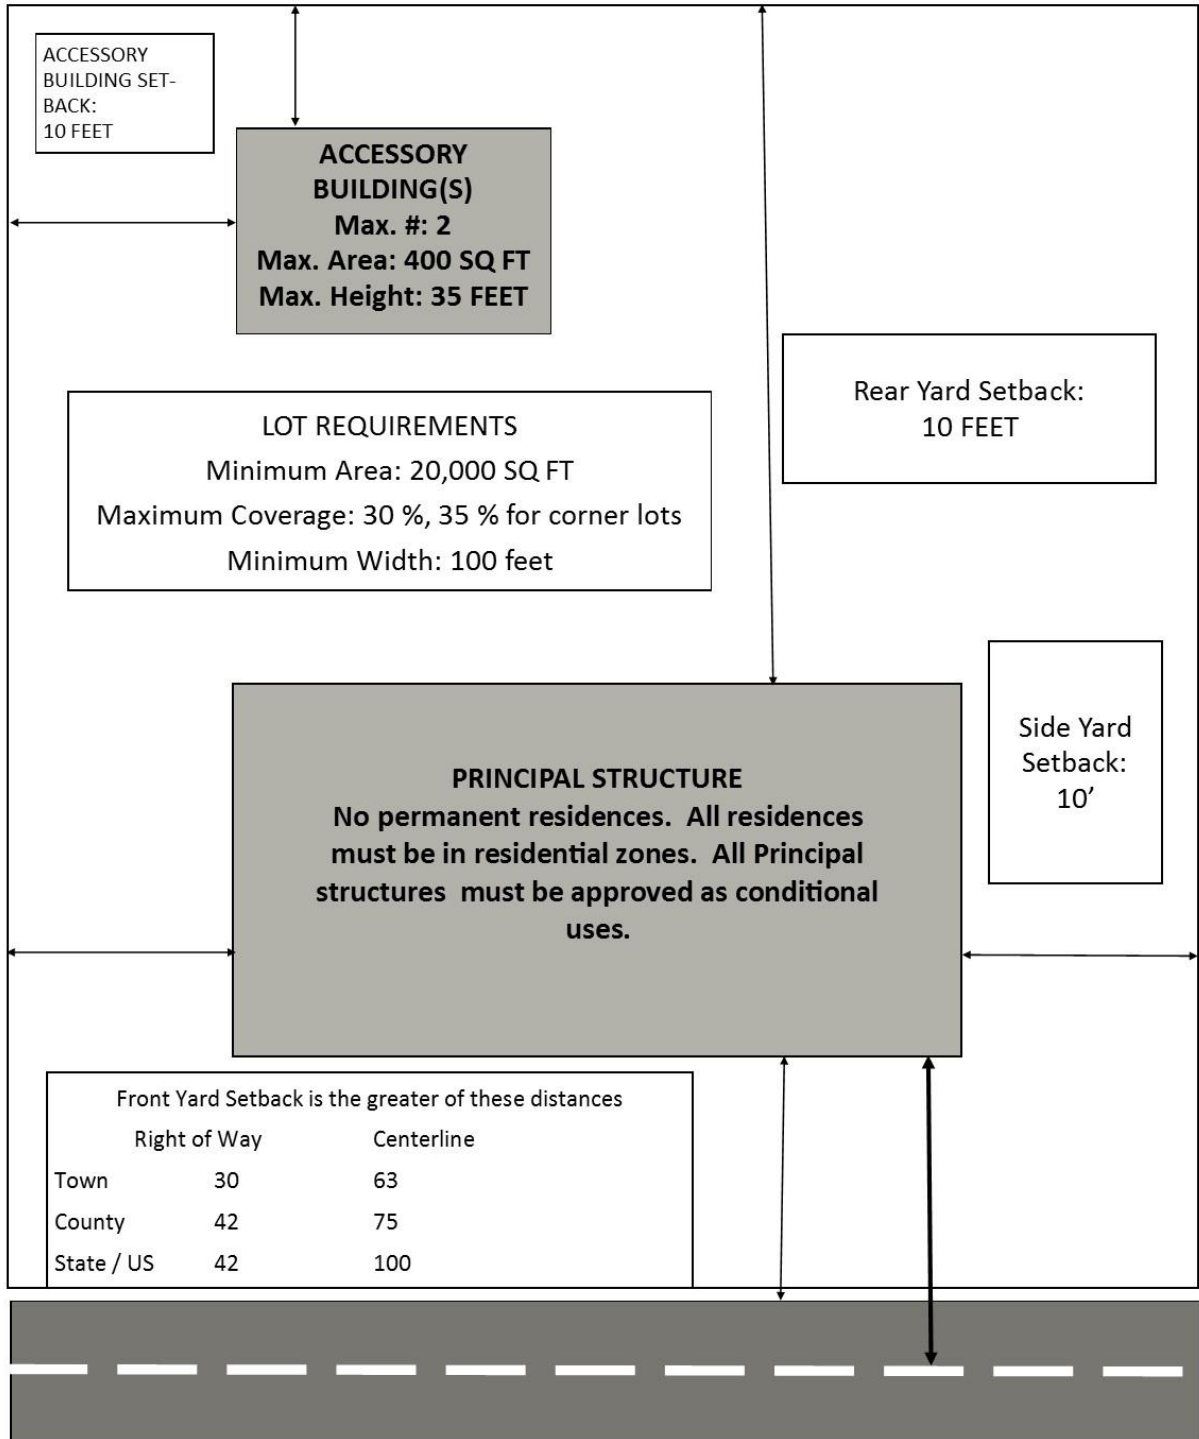 ACCESSORY
BUILDING SET-
BACK:
10 FEET
ACCESSORY
BUILDING(S)
Max. #: 2
Max. Area: 400 SQ FT
Max. Height: 35 FEET
Rear Yard Setback:
10 FEET
LOT REQUIREMENTS
Minimum Area: 20,000 SQ FT
Maximum Coverage: 30 %, 35 % for corner lots
Minimum Width: 100 feet
Side Yard
Setback:
10’
PRINCIPAL STRUCTURE
No permanent residences.  All residences
must be in residential zones.  All Principal
structures  must be approved as conditional
uses.
Front Yard Setback is the greater of these distances
Right of Way Centerline
Town 30 63
County 42 75
State / US 42 100